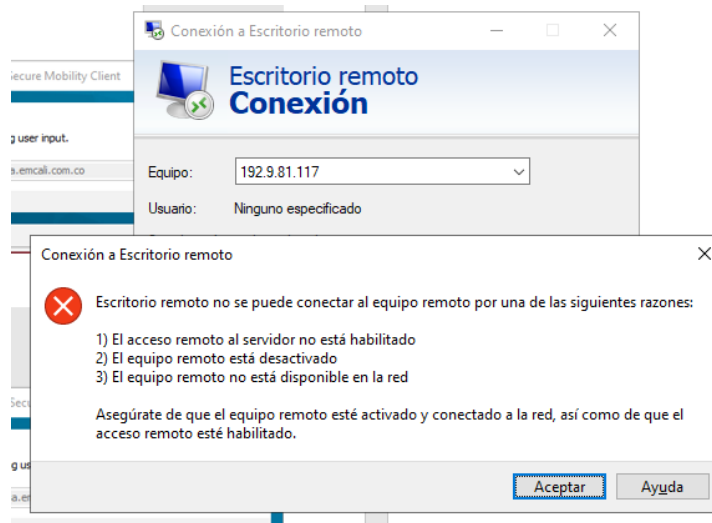 Conexión a Escritorio remoto
Secure Mobility Client
Escritorio remoto
Conexión
g user input.
a.emcali.com.co
Equipo: 192.9.81.117
Usuario: Ninguno especificado
Conexión a Escritorio remoto
Escritorio remoto no se puede conectar al equipo remoto por una de las siguientes razones:
1) El acceso remoto al servidor no está habilitado
2) El equipo remoto está desactivado
3) El equipo remoto no está disponible en la red
Asegúrate de que el equipo remoto esté activado y conectado a la red, así como de que el
acceso remoto esté habilitado.
Secu
g us
a.em
Aceptar Ayuda